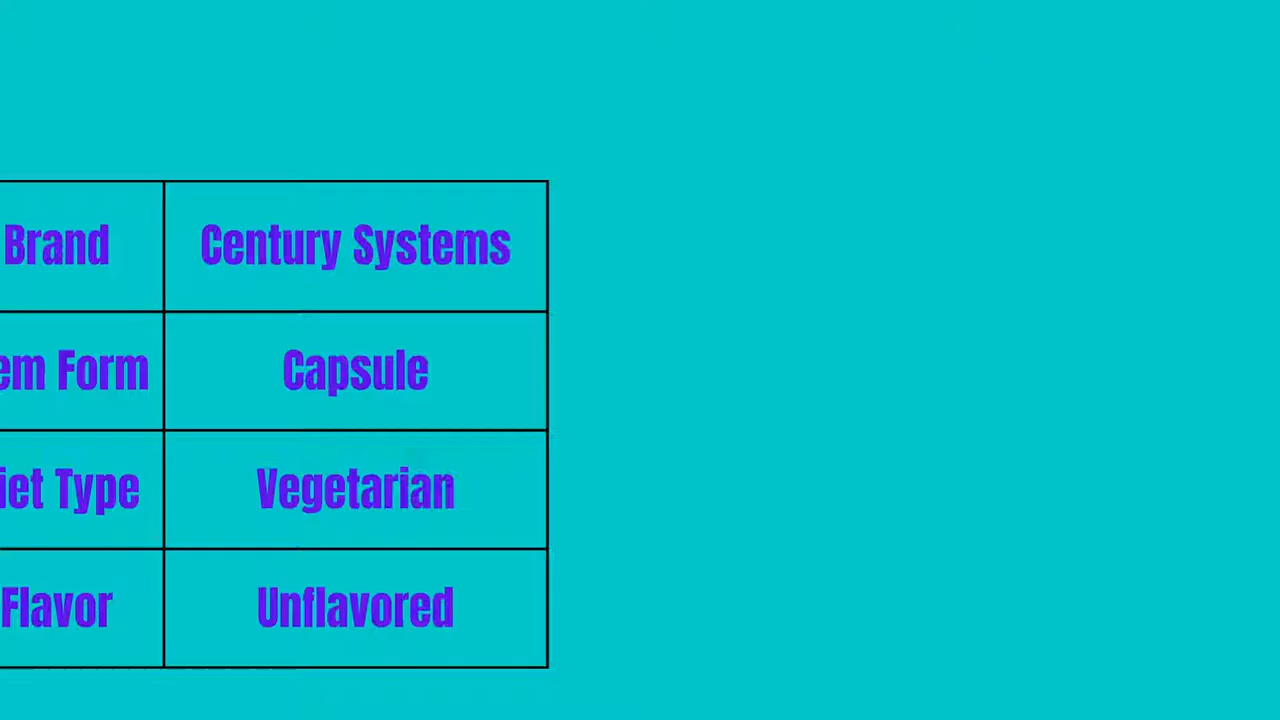 Brand Century Systems
em Form Capsule
iet Type Vegetarian
Flavor Unflavored